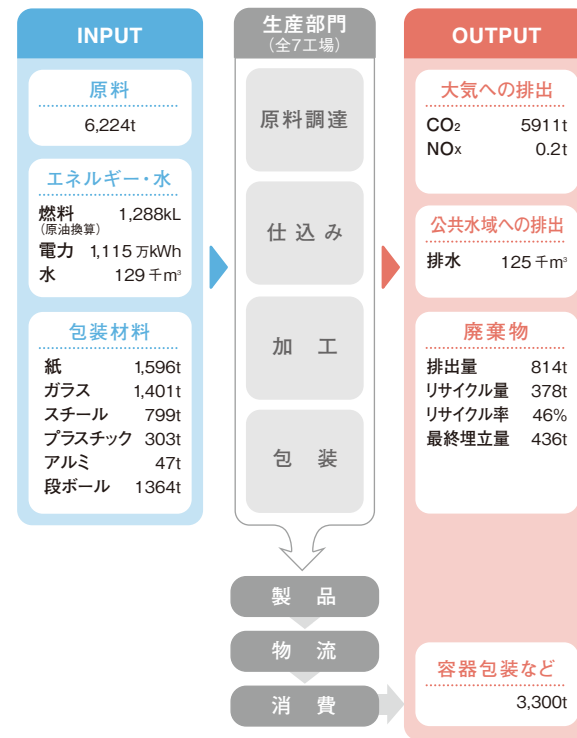 INPUT
原料
6,224t
エネルギー・水
燃料 1,288kL
(原油換算)
電力 1,115 万kWh
水 129 千m³
包装材料
紙 1,596t
ガラス 1,401t
スチール 799t
プラスチック 303t
アルミ 47t
段ボール 1364t
生産部門
(全7工場)
原料調達
仕込み
加 工
包 装
製 品
物 流
消 費
OUTPUT
大気への排出
CO₂ 5911t
NOx 0.2t
公共水域への排出
排水 125 千m³
廃棄物
排出量 814t
リサイクル量 378t
リサイクル率 46%
最終埋立量 436t
容器包装など
3,300t